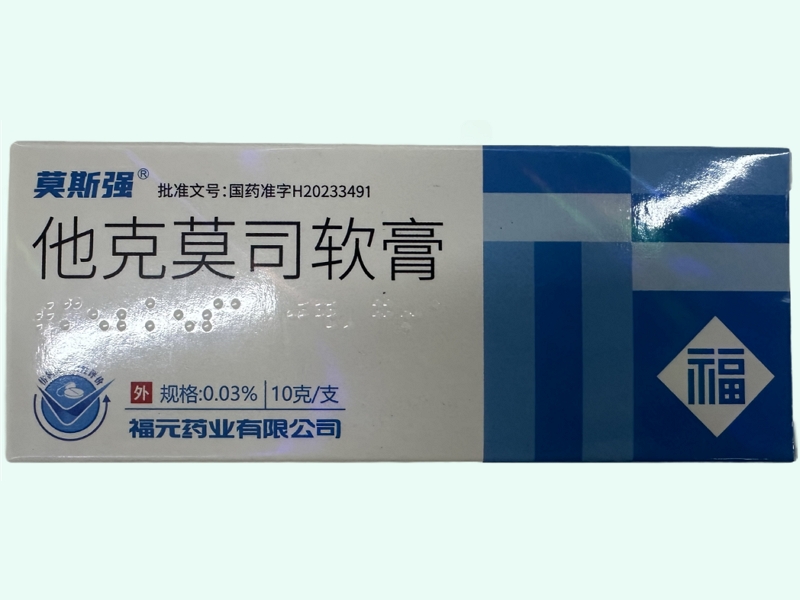 莫斯强®
批准文号:国药准字H20233491
他克莫司软膏
外 规格:0.03% 10克/支
福元药业有限公司
福